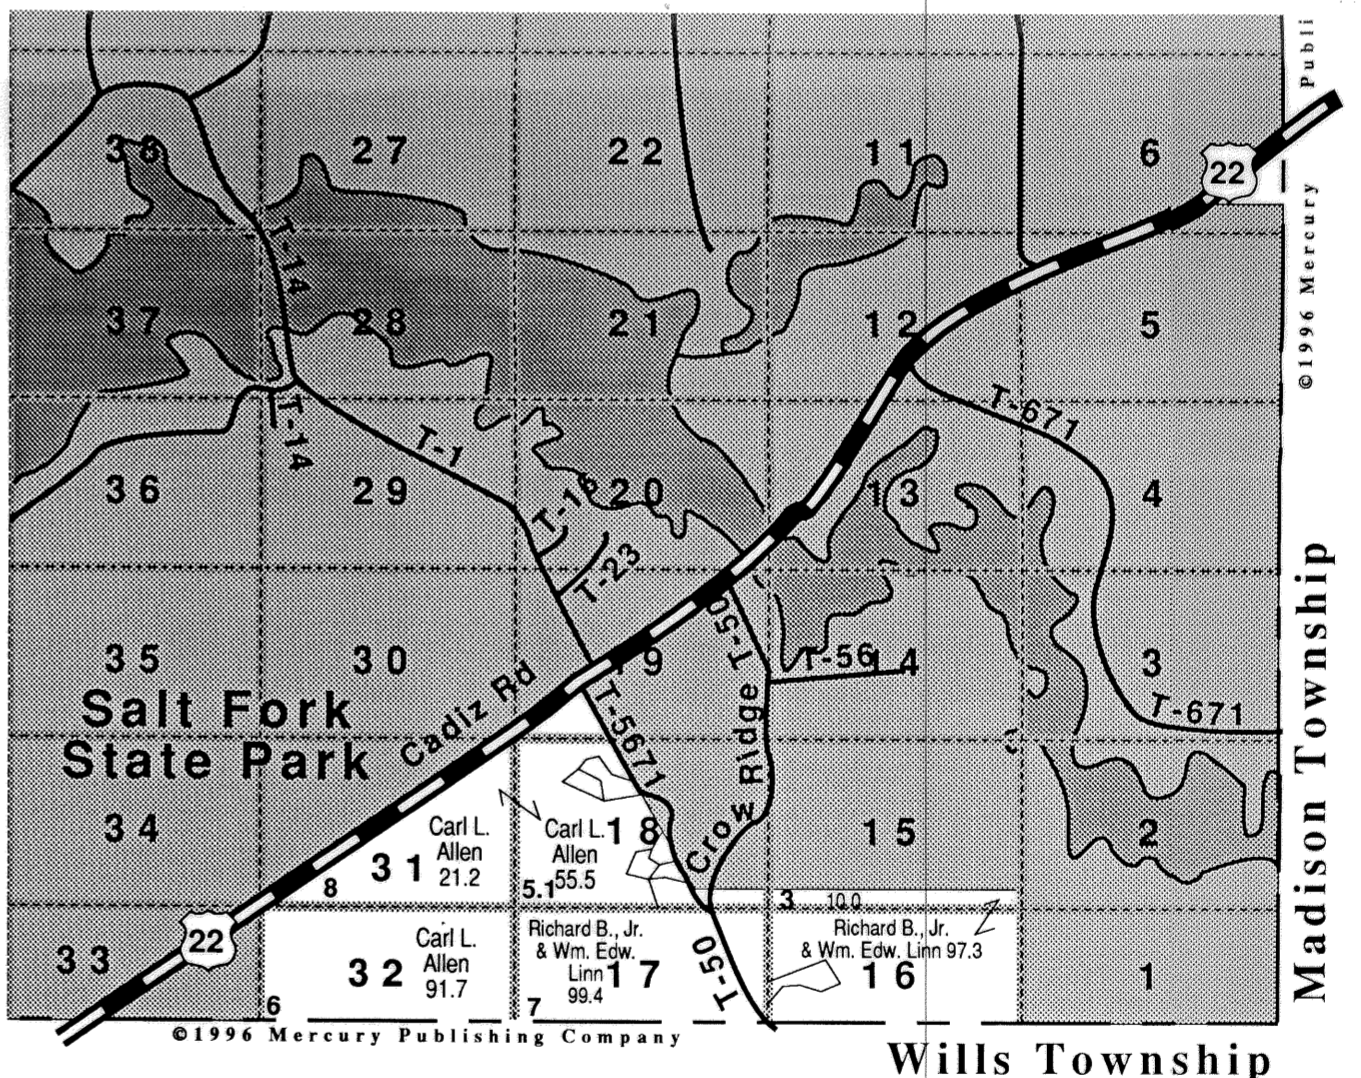 © 1996 Mercury Publi
36
27
22
11
6
22
T-14
37
28
21
12
5
T-14
T-1
T-671
36
29
T-16
20
13
4
T-23
T-50
35
30
19
T-56
14
3
Salt Fork
State Park
Cadiz Rd
T-5671
Crow Ridge
T-671
34
31
Carl L.
Allen
21.2
8
Carl L.
Allen
55.5
18
5.1
15
2
3
10.0
33
22
32
Carl L.
Allen
91.7
6
Richard B., Jr.
& Wm. Edw.
Linn
99.4
17
7
T-50
Richard B., Jr.
& Wm. Edw. Linn 97.3
16
1
© 1996 Mercury Publishing Company
Madison Township
Wills Township